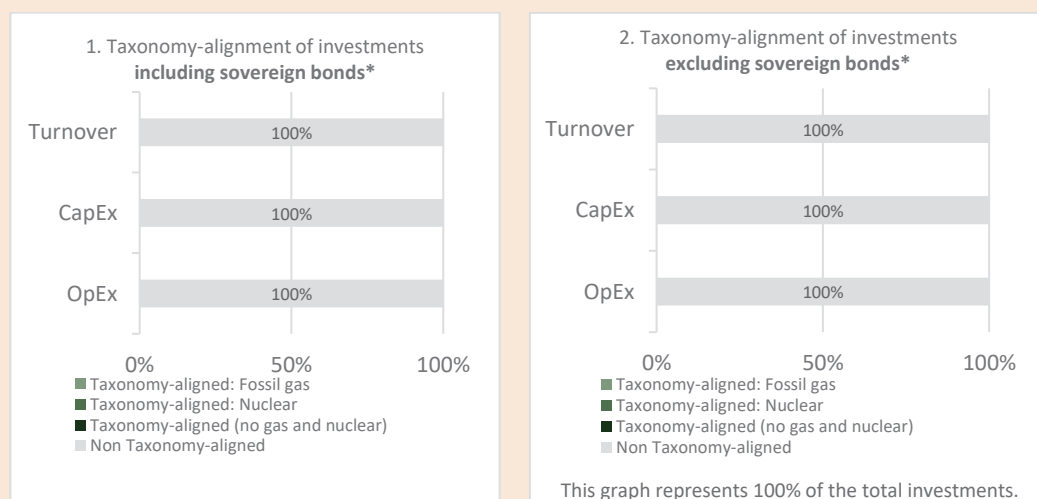 1. Taxonomy-alignment of investments
including sovereign bonds*
Turnover
100%
CapEx
100%
OpEx
100%
0%
50%
100%
Taxonomy-aligned: Fossil gas
Taxonomy-aligned: Nuclear
Taxonomy-aligned (no gas and nuclear)
Non Taxonomy-aligned
2. Taxonomy-alignment of investments
excluding sovereign bonds*
Turnover
100%
CapEx
100%
OpEx
100%
0%
50%
100%
Taxonomy-aligned: Fossil gas
Taxonomy-aligned: Nuclear
Taxonomy-aligned (no gas and nuclear)
Non Taxonomy-aligned
This graph represents 100% of the total investments.